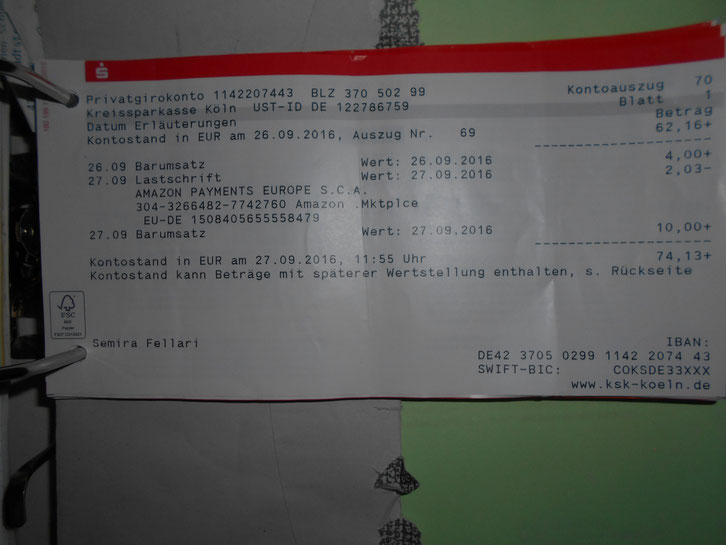 Privatgirokonto 1142207443 BLZ 370 502 99 Kontoauszug 70
Kreissparkasse Köln UST-ID DE 122786759 Blatt 1
Datum Erläuterungen Betrag
Kontostand in EUR am 26.09.2016, Auszug Nr. 69 62,16+
26.09 Barumsatz Wert: 26.09.2016 4,00+
27.09 Lastschrift Wert: 27.09.2016 2,03-
AMAZON PAYMENTS EUROPE S.C.A.
304-3266482-7742760 Amazon .Mktplce
EU-DE 1508405655558479
27.09 Barumsatz Wert: 27.09.2016 10,00+
Kontostand in EUR am 27.09.2016, 11:55 Uhr 74,13+
Kontostand kann Beträge mit späterer Wertstellung enthalten, s. Rückseite
FSC
Semira Fellari IBAN:
DE42 3705 0299 1142 2074 43
SWIFT-BIC: COKSDE33XXX
www.ksk-koeln.de